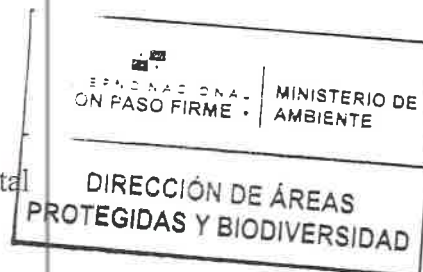 ON PASO FIRME •
MINISTERIO DE
AMBIENTE
tal
DIRECCIÓN DE ÁREAS
PROTEGIDAS Y BIODIVERSIDAD